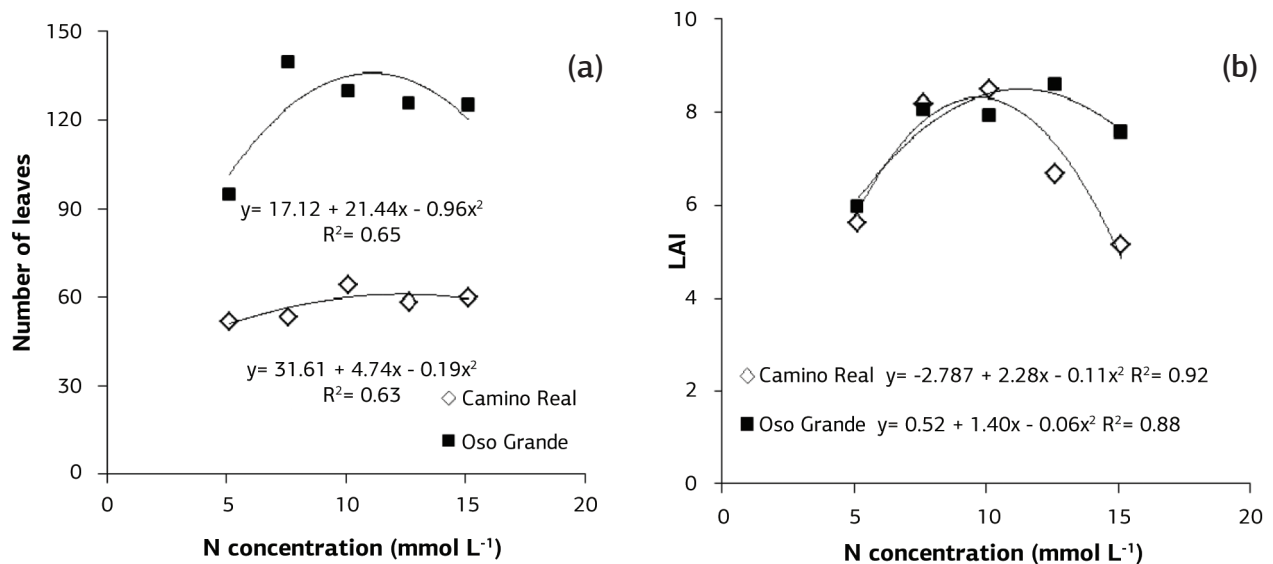 150
120
90
60
30
0
Number of leaves
(a)
y= 17.12 + 21.44x - 0.96x²
R²= 0.65
y= 31.61 + 4.74x - 0.19x²
R²= 0.63
Camino Real
Oso Grande
0 5 10 15 20
N concentration (mmol L⁻¹)
10
8
6
4
2
0
LAI
(b)
Camino Real y= -2.787 + 2.28x - 0.11x² R²= 0.92
Oso Grande y= 0.52 + 1.40x - 0.06x² R²= 0.88
0 5 10 15 20
N concentration (mmol L⁻¹)